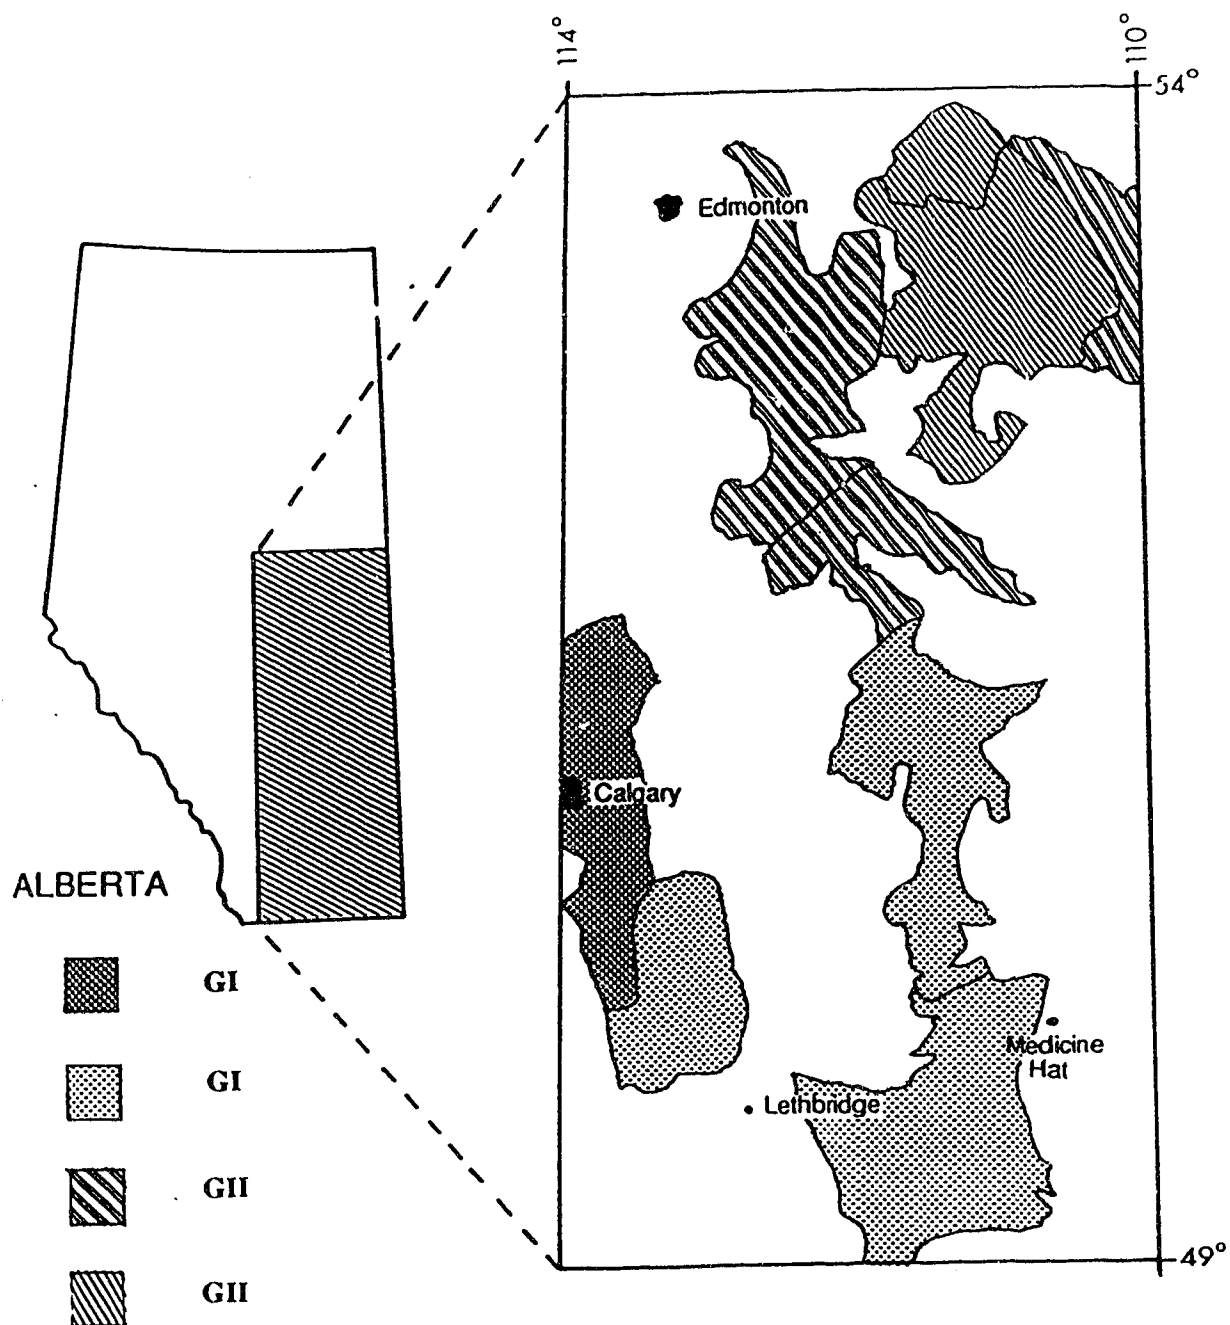 114°
110°
54°
Edmonton
Calgary
ALBERTA
GI
GI
Medicine
Hat
Lethbridge
GII
GII
49°